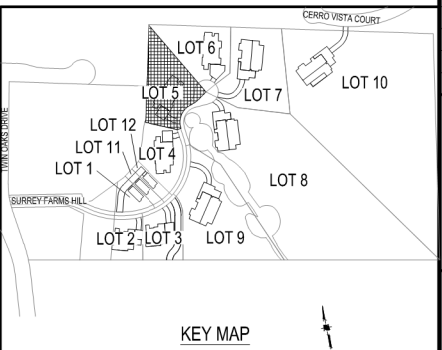 CERRO VISTA COURT
LOT 6
LOT 10
LOT 5
LOT 7
TWIN OAKS DRIVE
LOT 12
LOT 11
LOT 4
LOT 1
LOT 8
SURREY FARMS HILL
LOT 2
LOT 3
LOT 9
KEY MAP